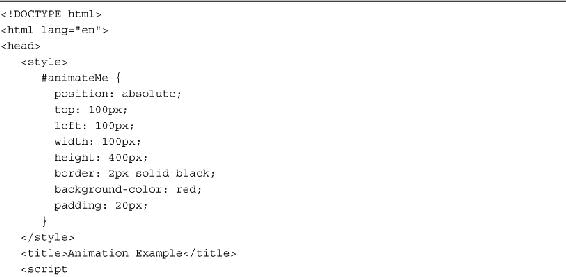 <!DOCTYPE html>
<html lang="en">
<head>
<style>
#animateMe {
position: absolute;
top: 100px;
left: 100px;
width: 100px;
height: 400px;
border: 2px solid black;
background-color: red;
padding: 20px;
}
</style>
<title>Animation Example</title>
<script